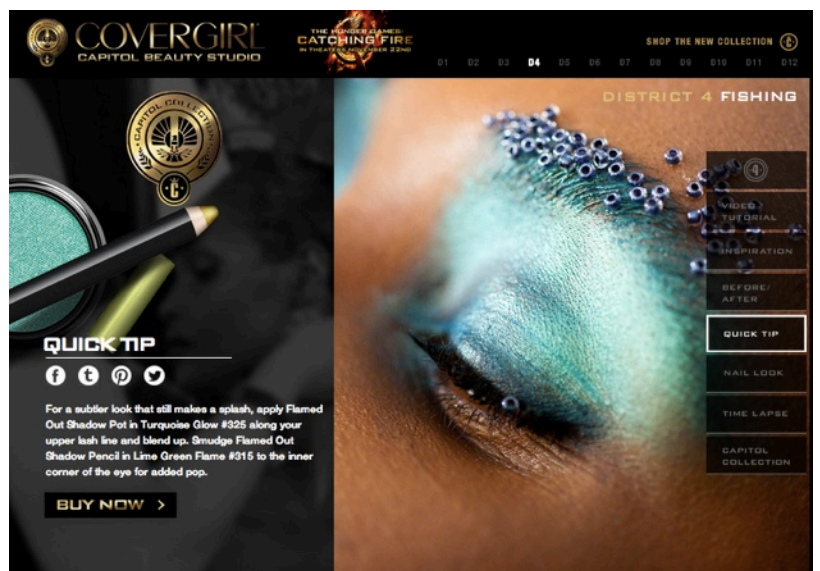 COVERGIRL
CAPITOL BEAUTY STUDIO
THE HUNGER GAMES
CATCHING FIRE
IN THEATERS NOVEMBER 22ND
SHOP THE NEW COLLECTION
D1 D2 D3 D4 D5 D6 D7 D8 D9 D10 D11 D12
CAPITOL COLLECTION
C
DISTRICT 4 FISHING
4
VIDEO
TUTORIAL
INSPIRATION
BEFORE/
AFTER
QUICK TIP
NAIL LOOK
TIME LAPSE
CAPITOL
COLLECTION
QUICK TIP
For a subtler look that still makes a splash, apply Flamed
Out Shadow Pot in Turquoise Glow #325 along your
upper lash line and blend up. Smudge Flamed Out
Shadow Pencil in Lime Green Flame #315 to the inner
corner of the eye for added pop.
BUY NOW >